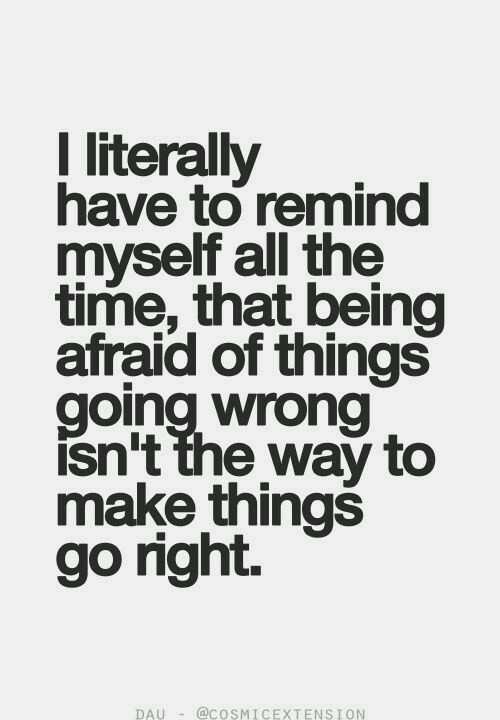 I literally
have to remind
myself all the
time, that being
afraid of things
going wrong
isn't the way to
make things
go right.
DAU - @COSMICEXTENSION